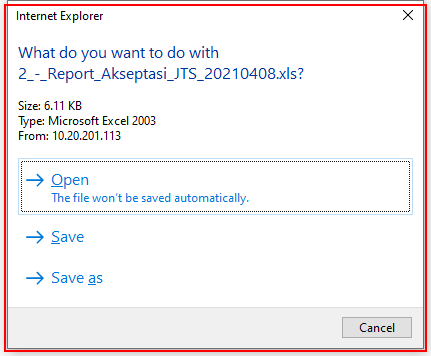 Internet Explorer
What do you want to do with
2_-_Report_Akseptasi_JTS_20210408.xls?
Size: 6.11 KB
Type: Microsoft Excel 2003
From: 10.20.201.113
Open
The file won't be saved automatically.
Save
Save as
Cancel